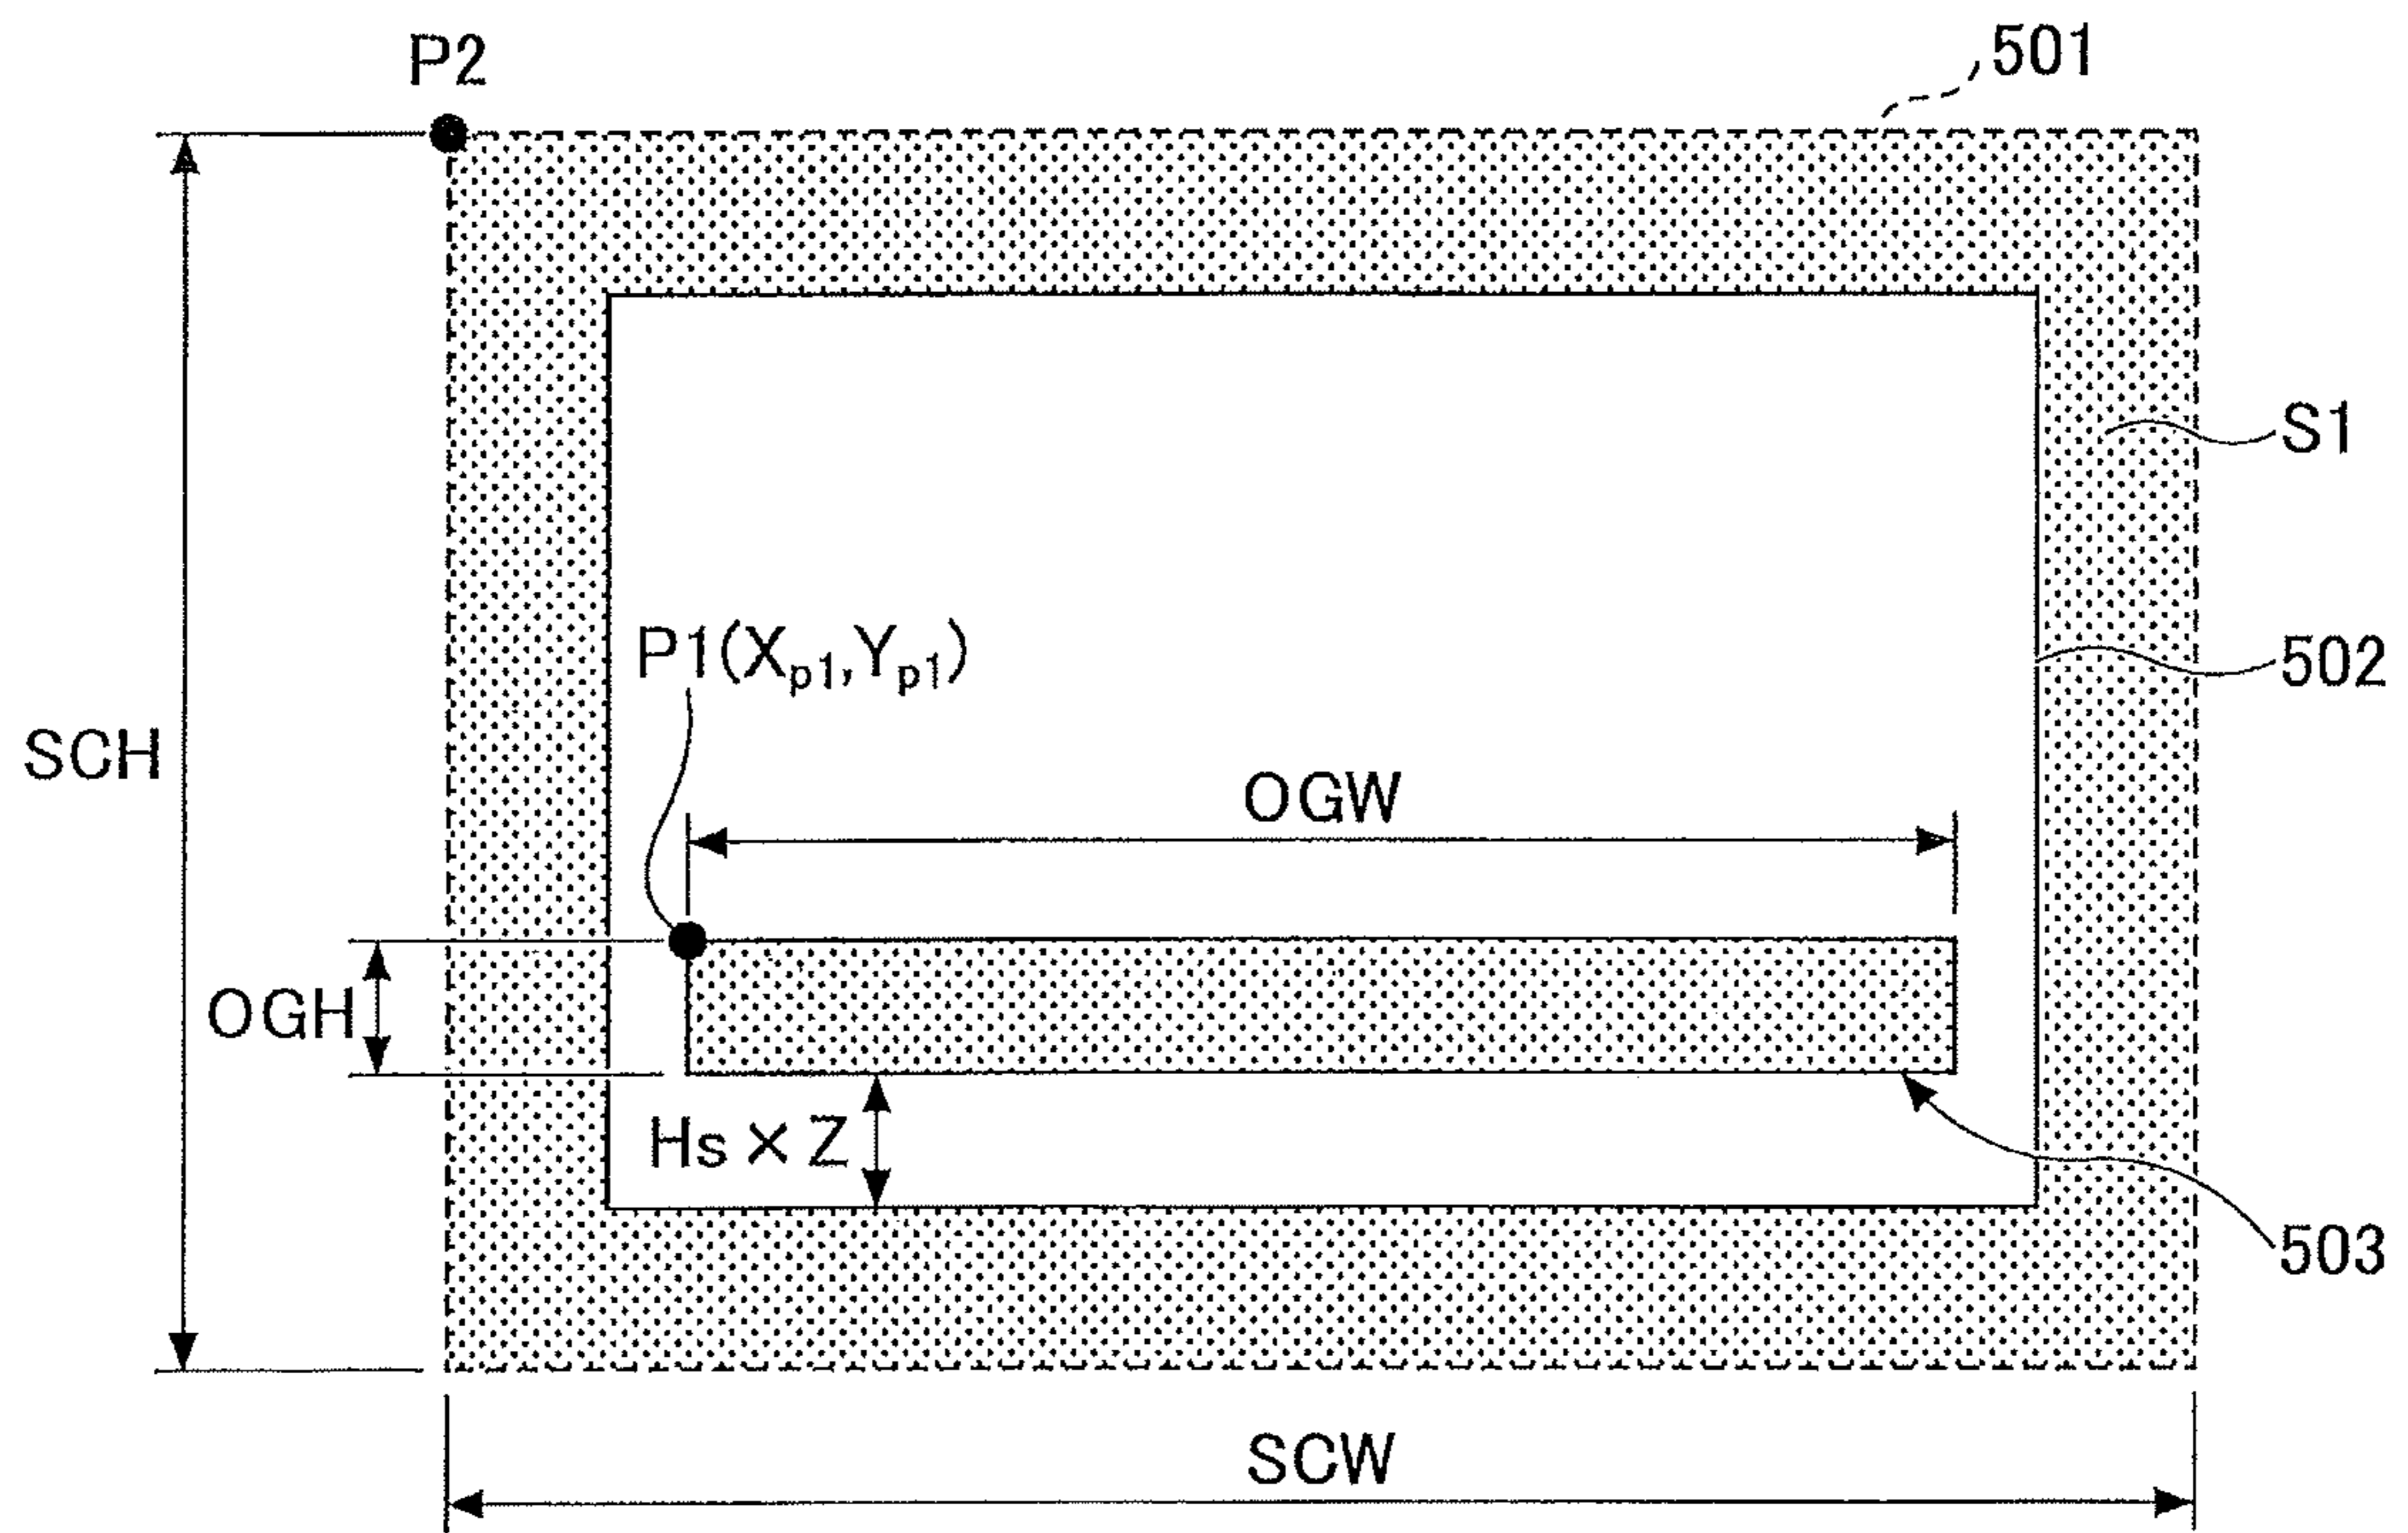 P2
501
S1
P1(Xp1,Yp1)
502
SCH
OGW
OGH
Hs × Z
503
SCW